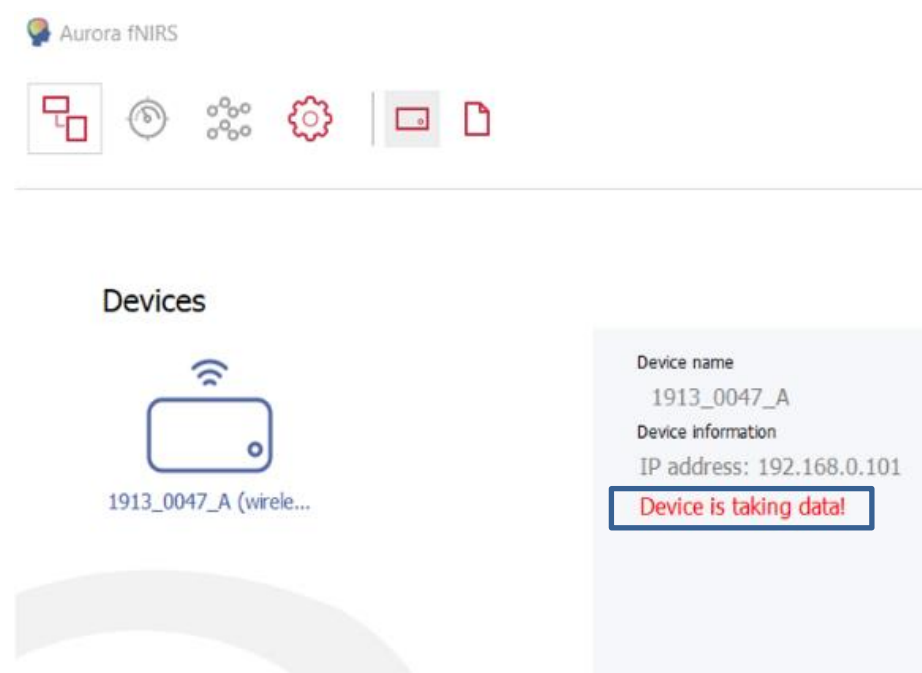 Aurora fNIRS
Devices
1913_0047_A (wirele...
Device name
1913_0047_A
Device information
IP address: 192.168.0.101
Device is taking data!